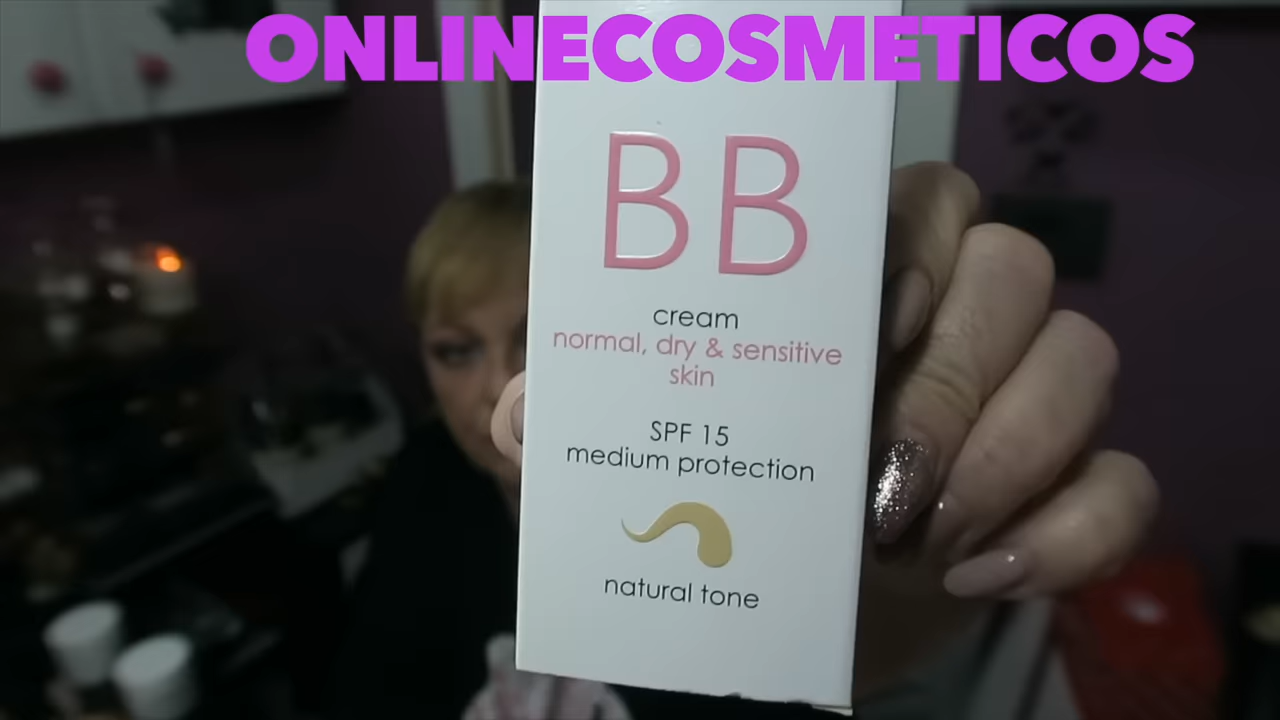 ONLINECOSMETICOS
BB
cream
normal, dry & sensitive
skin
SPF 15
medium protection
natural tone